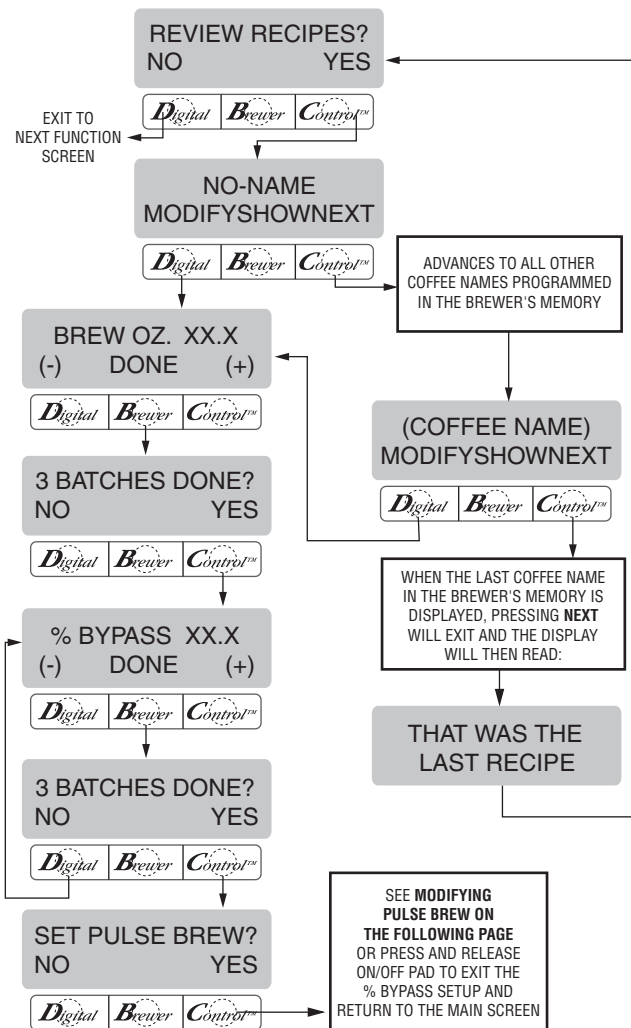 REVIEW RECIPES?
NO YES
Digital Brewer Control™
EXIT TO
NEXT FUNCTION
SCREEN
NO-NAME
MODIFYSHOWNEXT
Digital Brewer Control™
ADVANCES TO ALL OTHER
COFFEE NAMES PROGRAMMED
IN THE BREWER'S MEMORY
BREW OZ. XX.X
(-) DONE (+)
Digital Brewer Control™
(COFFEE NAME)
MODIFYSHOWNEXT
Digital Brewer Control™
3 BATCHES DONE?
NO YES
Digital Brewer Control™
WHEN THE LAST COFFEE NAME
IN THE BREWER'S MEMORY IS
DISPLAYED, PRESSING NEXT
WILL EXIT AND THE DISPLAY
WILL THEN READ:
% BYPASS XX.X
(-) DONE (+)
Digital Brewer Control™
THAT WAS THE
LAST RECIPE
3 BATCHES DONE?
NO YES
Digital Brewer Control™
SET PULSE BREW?
NO YES
Digital Brewer Control™
SEE MODIFYING
PULSE BREW ON
THE FOLLOWING PAGE
OR PRESS AND RELEASE
ON/OFF PAD TO EXIT THE
% BYPASS SETUP AND
RETURN TO THE MAIN SCREEN